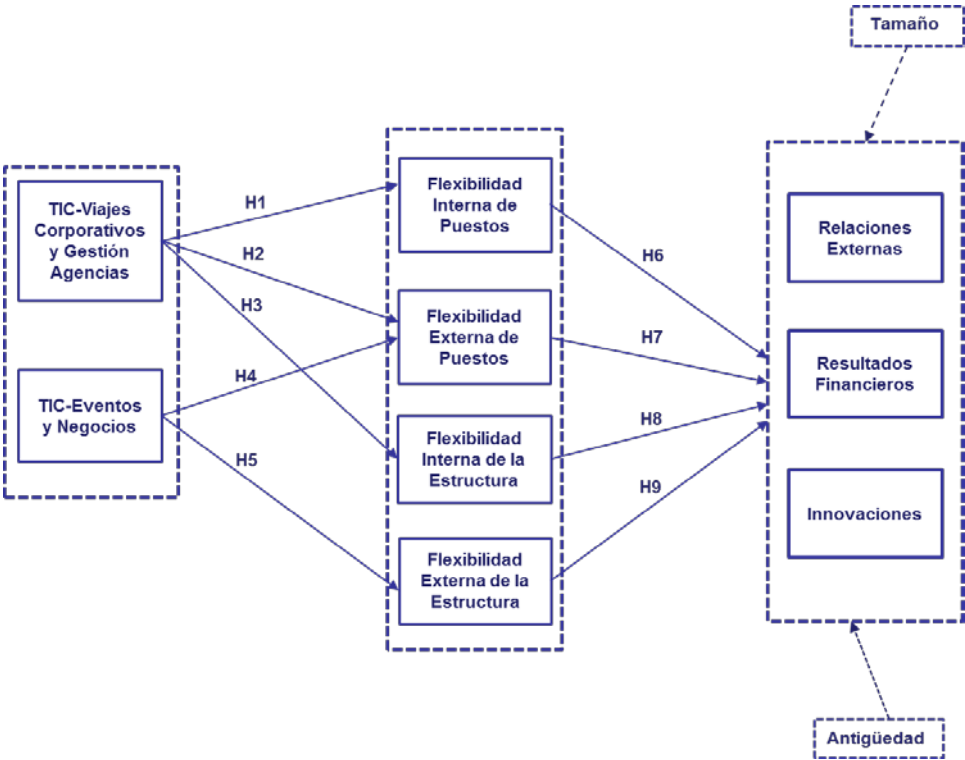 Tamaño
TIC-Viajes
Corporativos
y Gestión
Agencias
TIC-Eventos
y Negocios
H1
H2
H3
H4
H5
Flexibilidad
Interna de
Puestos
Flexibilidad
Externa de
Puestos
Flexibilidad
Interna de la
Estructura
Flexibilidad
Externa de la
Estructura
H6
H7
H8
H9
Relaciones
Externas
Resultados
Financieros
Innovaciones
Antigüedad